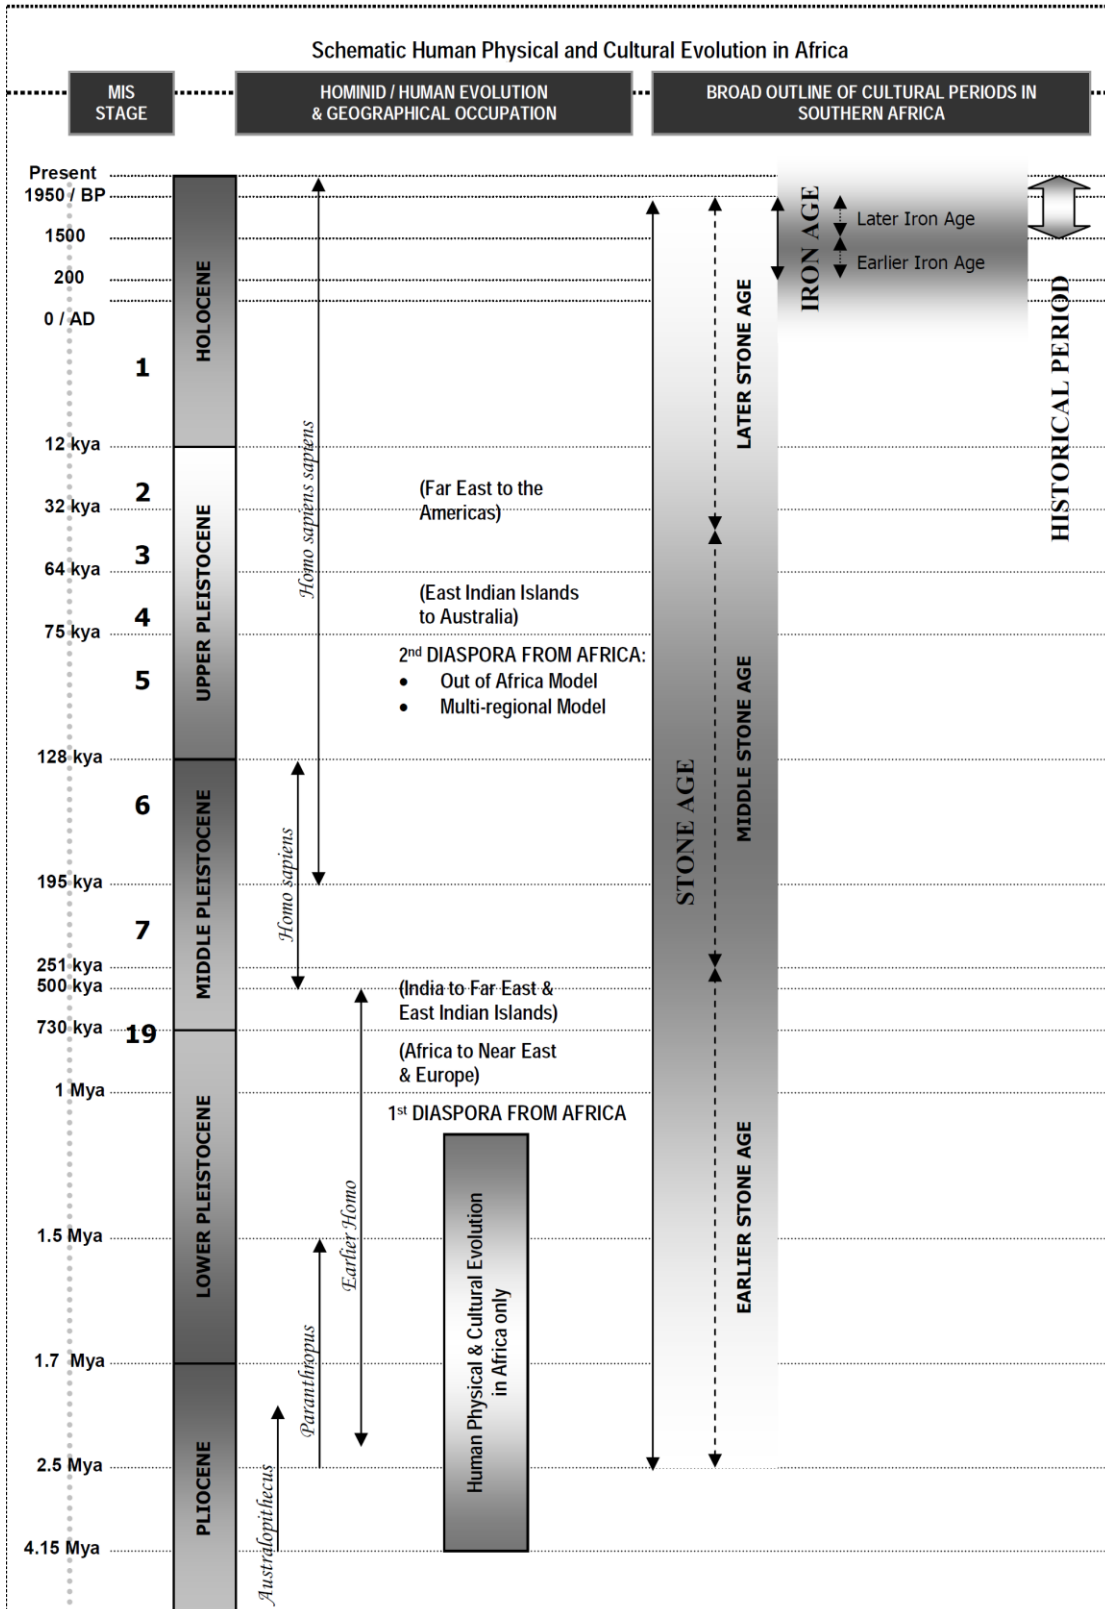 Schematic Human Physical and Cultural Evolution in Africa
MIS
STAGE
HOMINID / HUMAN EVOLUTION
& GEOGRAPHICAL OCCUPATION
BROAD OUTLINE OF CULTURAL PERIODS IN
SOUTHERN AFRICA
Present
1950 / BP
1500
200
0 / AD
12 kya
32 kya
64 kya
75 kya
128 kya
195 kya
251 kya
500 kya
730 kya
1 Mya
1.5 Mya
1.7 Mya
2.5 Mya
4.15 Mya
1
2
3
4
5
6
7
19
HOLOCENE
UPPER PLEISTOCENE
MIDDLE PLEISTOCENE
LOWER PLEISTOCENE
PLIOCENE
Homo sapiens sapiens
Homo sapiens
Earlier Homo
Paranthropus
Australopithecus
(Far East to the
Americas)
(East Indian Islands
to Australia)
2nd DIASPORA FROM AFRICA:
• Out of Africa Model
• Multi-regional Model
(India to Far East &
East Indian Islands)
(Africa to Near East
& Europe)
1st DIASPORA FROM AFRICA
Human Physical & Cultural Evolution
in Africa only
STONE AGE
LATER STONE AGE
MIDDLE STONE AGE
EARLIER STONE AGE
IRON AGE
Later Iron Age
Earlier Iron Age
HISTORICAL PERIOD